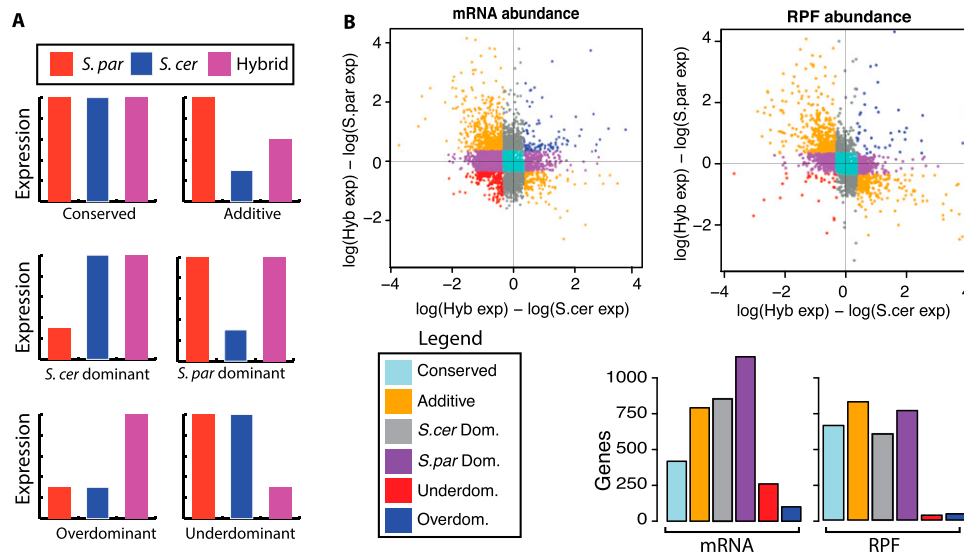 A
S. par S. cer Hybrid
Expression
Conserved
Additive
Expression
S. cer dominant
S. par dominant
Expression
Overdominant
Underdominant
B
mRNA abundance
log(Hyb exp) − log(S.par exp)
4
2
0
−2
−4 −2 0 2 4
log(Hyb exp) − log(S.cer exp)
RPF abundance
log(Hyb exp) − log(S.par exp)
4
2
0
−2
−4 −2 0 2 4
log(Hyb exp) − log(S.cer exp)
Legend
Conserved
Additive
S.cer Dom.
S.par Dom.
Underdom.
Overdom.
Genes
1000
750
500
250
0
mRNA
RPF